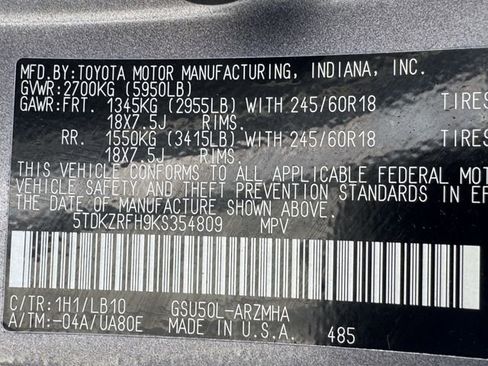 MFD.BY:TOYOTA MOTOR MANUFACTURING, INDIANA, INC.
GVWR:2700KG (5950LB)
GAWR:FRT. 1345KG (2955LB) WITH 245/60R18 TIRES
18X7.5J RIMS.
RR. 1550KG (3415LB) WITH 245/60R18 TIRES
18X7.5J RIMS.
THIS VEHICLE CONFORMS TO ALL APPLICABLE FEDERAL MOT
VEHICLE SAFETY AND THEFT PREVENTION STANDARDS IN EF
THE DATE OF MANUFACTURE SHOWN ABOVE.
5TDKZRFH9KS354809 MPV
C/TR:1H1/LB10 GSU50L-ARZMHA
A/TM:-04A/UA80E MADE IN U.S.A. 485